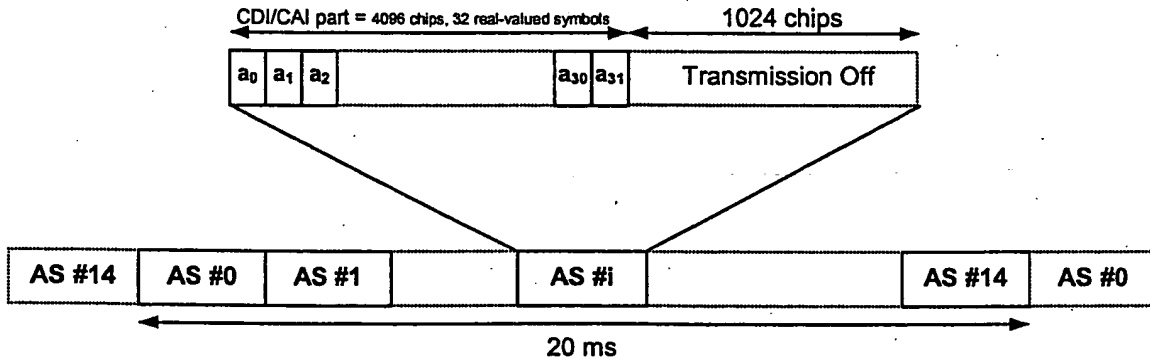 CDI/CAI part = 4096 chips, 32 real-valued symbols
1024 chips
a0 a1 a2 a30 a31 Transmission Off
AS #14 AS #0 AS #1 AS #i AS #14 AS #0
20 ms